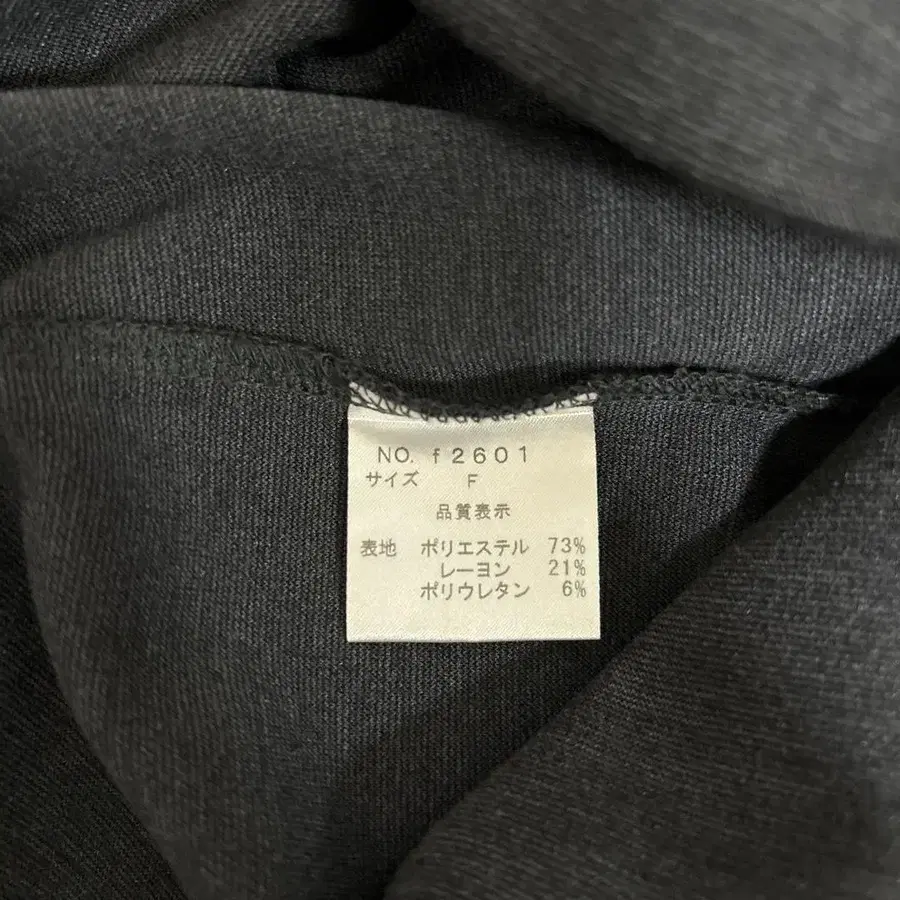 NO. f2601
サイズ F
品質表示
表地 ポリエステル 73%
レーヨン 21%
ポリウレタン 6%